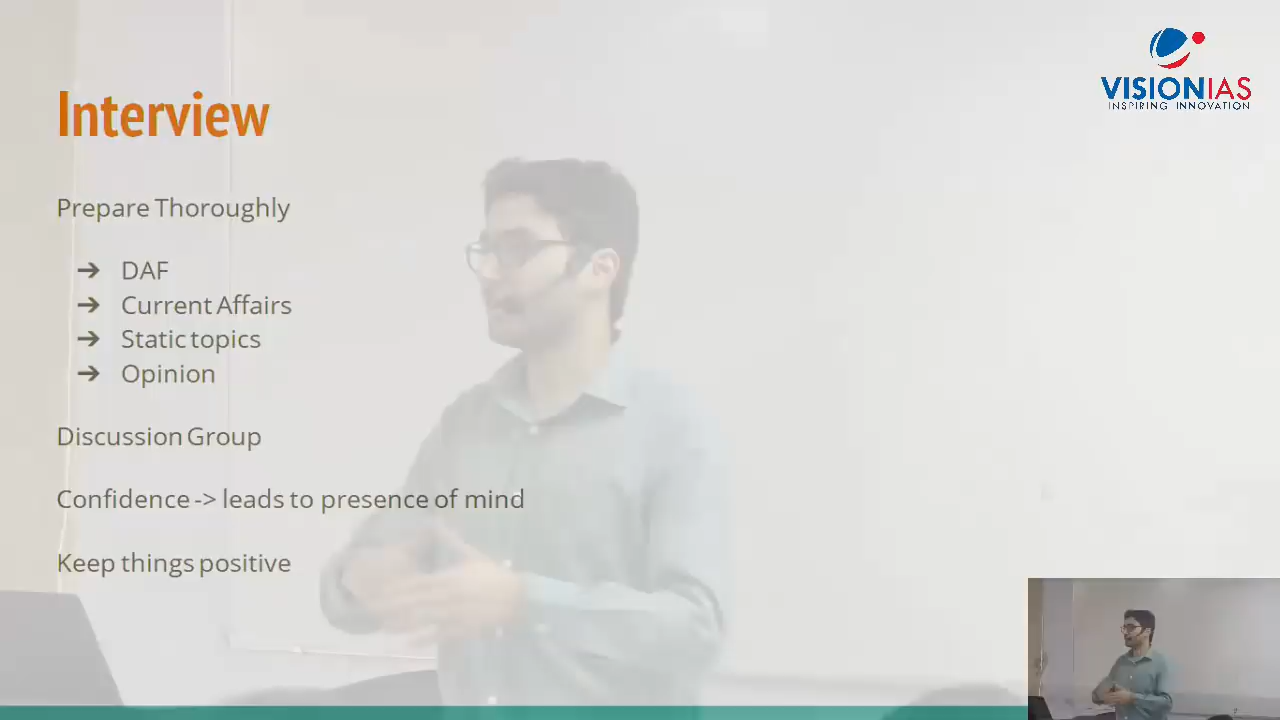 VISIONIAS
INSPIRING INNOVATION
Interview
Prepare Thoroughly
➔ DAF
➔ Current Affairs
➔ Static topics
➔ Opinion
Discussion Group
Confidence -> leads to presence of mind
Keep things positive